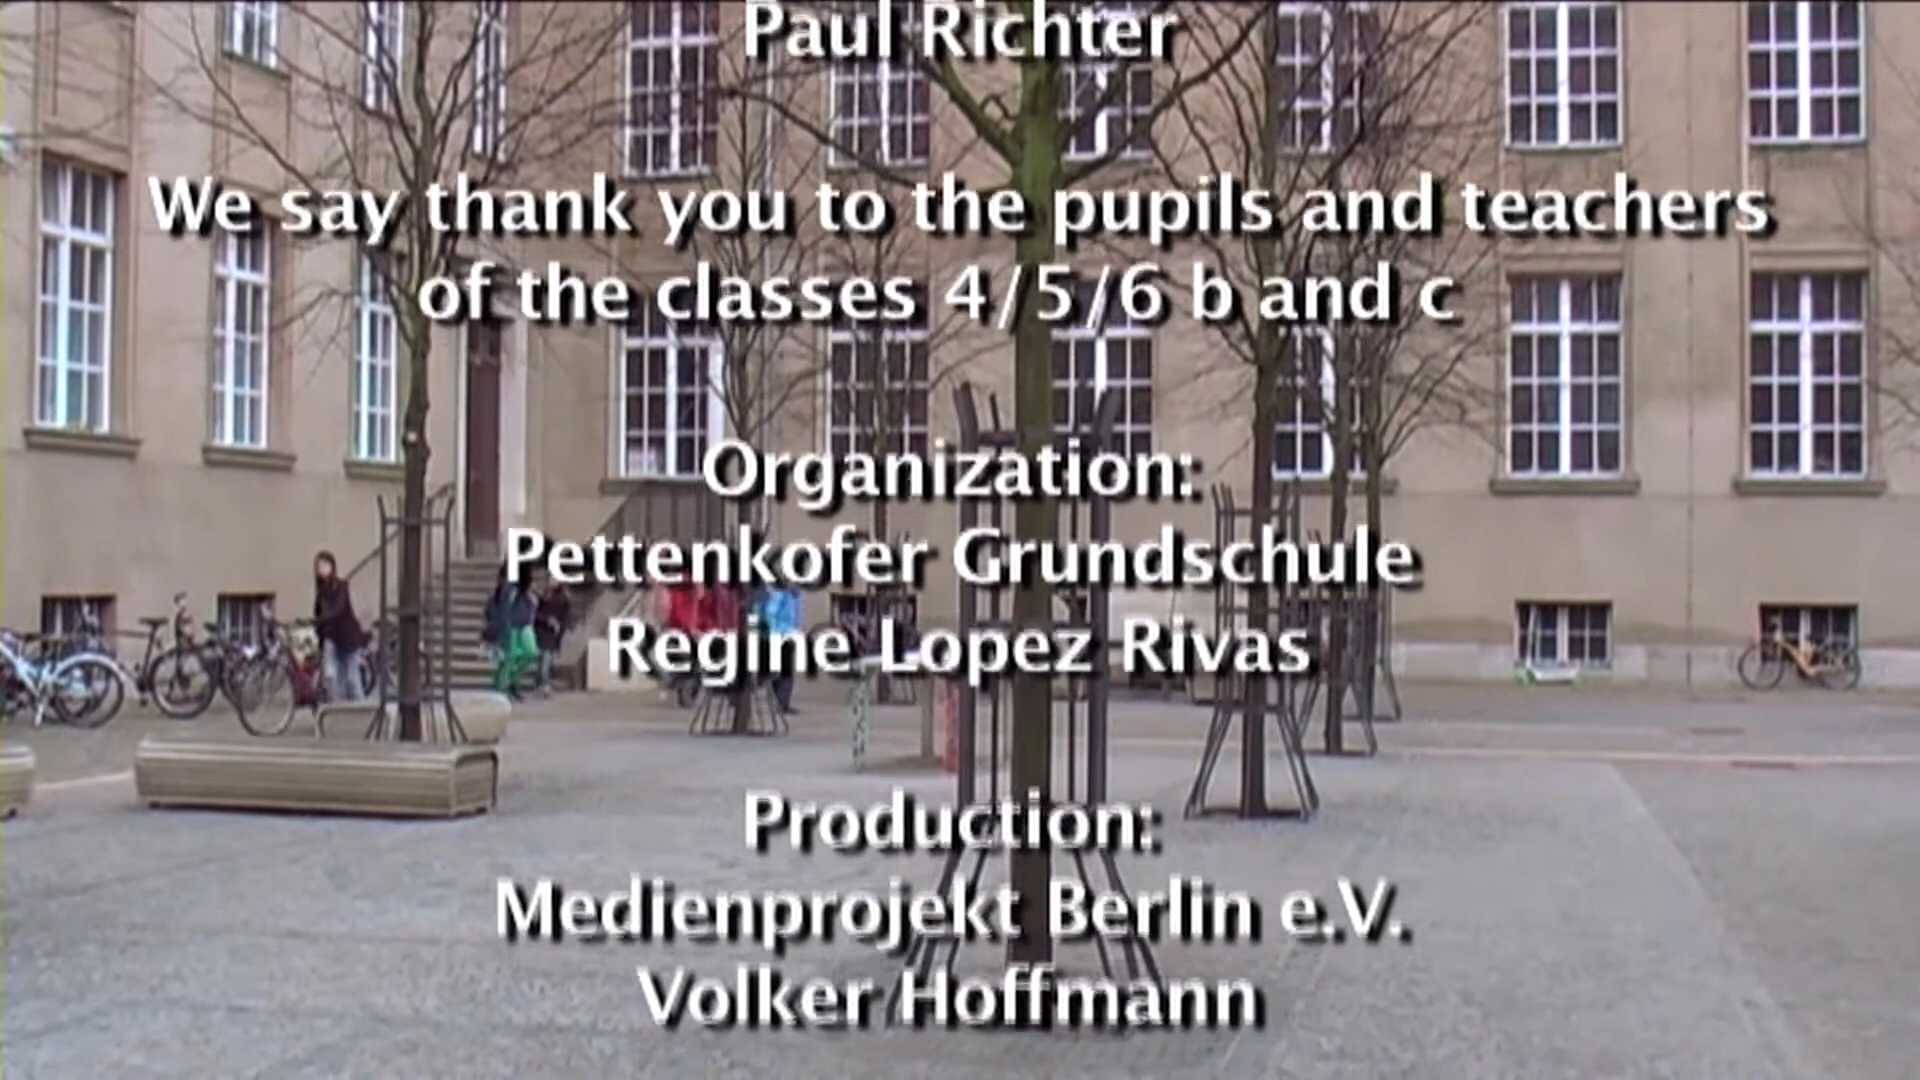 Paul Richter
We say thank you to the pupils and teachers
of the classes 4/5/6 b and c
Organization:
Pettenkofer Grundschule
Regine Lopez Rivas
Production:
Medienprojekt Berlin e.V.
Volker Hoffmann